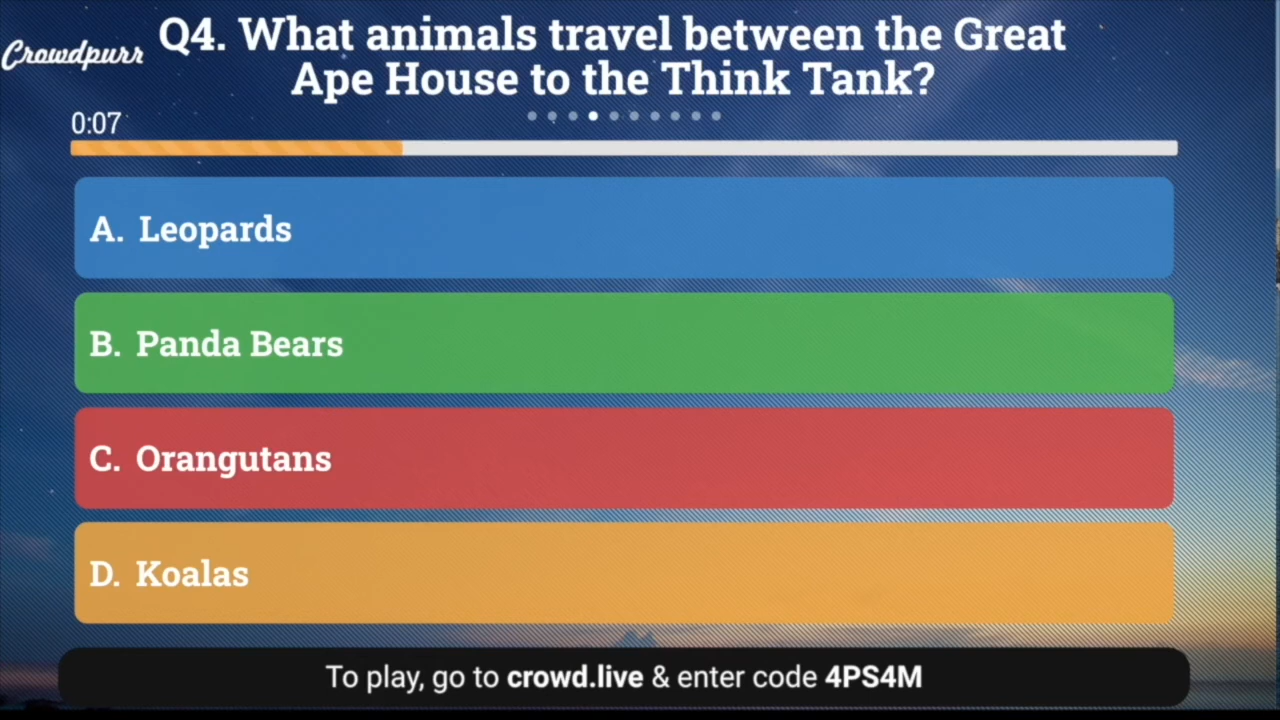 Crowdpurr
Q4. What animals travel between the Great
Ape House to the Think Tank?
0:07
A. Leopards
B. Panda Bears
C. Orangutans
D. Koalas
To play, go to crowd.live & enter code 4PS4M